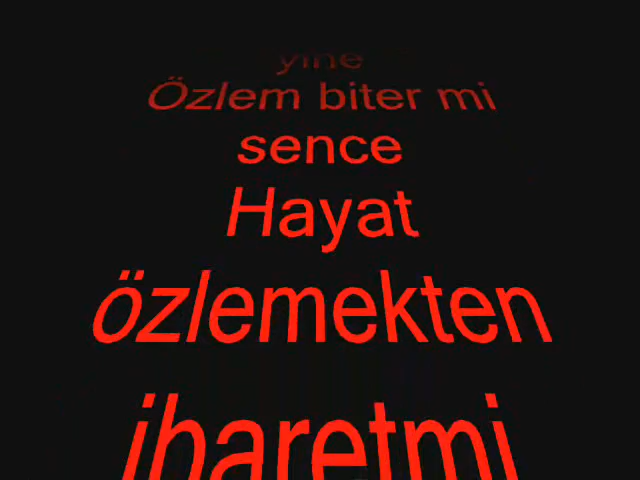 yine
Özlem biter mi
sence
Hayat
özlemekten
ibaretmi